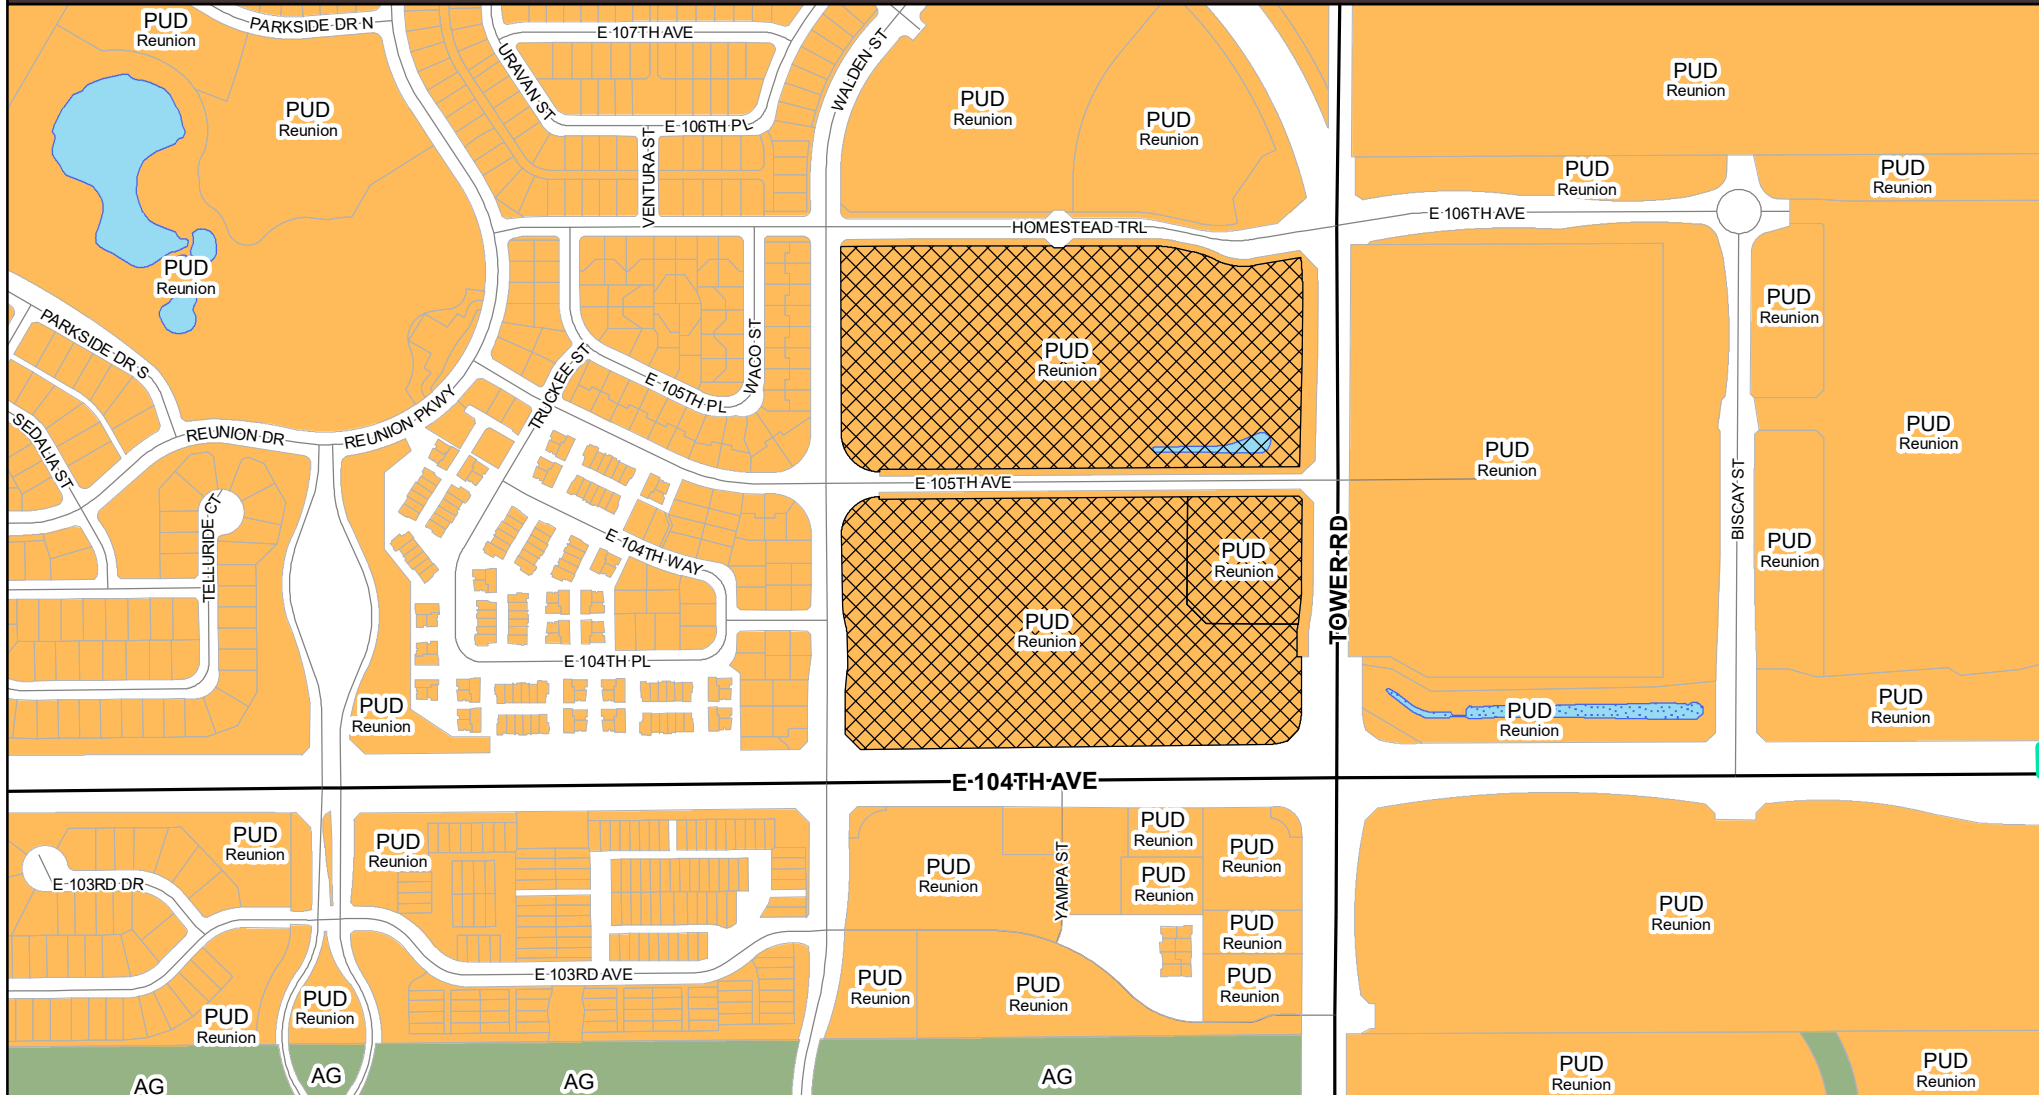 PUD
Reunion
PARKSIDE DR N
E 107TH AVE
URAVAN ST
WALDEN ST
PUD
Reunion
PUD
Reunion
PUD
Reunion
PUD
Reunion
E 106TH PL
VENTURA ST
PUD
Reunion
PUD
Reunion
E 106TH AVE
HOMESTEAD TRL
PUD
Reunion
PUD
Reunion
PARKSIDE DR S
WACO ST
TRUCKEE ST
E 105TH PL
PUD
Reunion
SEDALIA ST
REUNION DR
REUNION PKWY
PUD
Reunion
PUD
Reunion
E 105TH AVE
BISCAY ST
TELLURIDE CT
E 104TH WAY
PUD
Reunion
TOWER RD
PUD
Reunion
PUD
Reunion
E 104TH PL
PUD
Reunion
PUD
Reunion
PUD
Reunion
E 104TH AVE
PUD
Reunion
PUD
Reunion
PUD
Reunion
PUD
Reunion
PUD
Reunion
YAMPA ST
PUD
Reunion
E 103RD DR
PUD
Reunion
PUD
Reunion
E 103RD AVE
PUD
Reunion
PUD
Reunion
PUD
Reunion
PUD
Reunion
PUD
Reunion
PUD
Reunion
PUD
Reunion
AG
AG
AG
AG